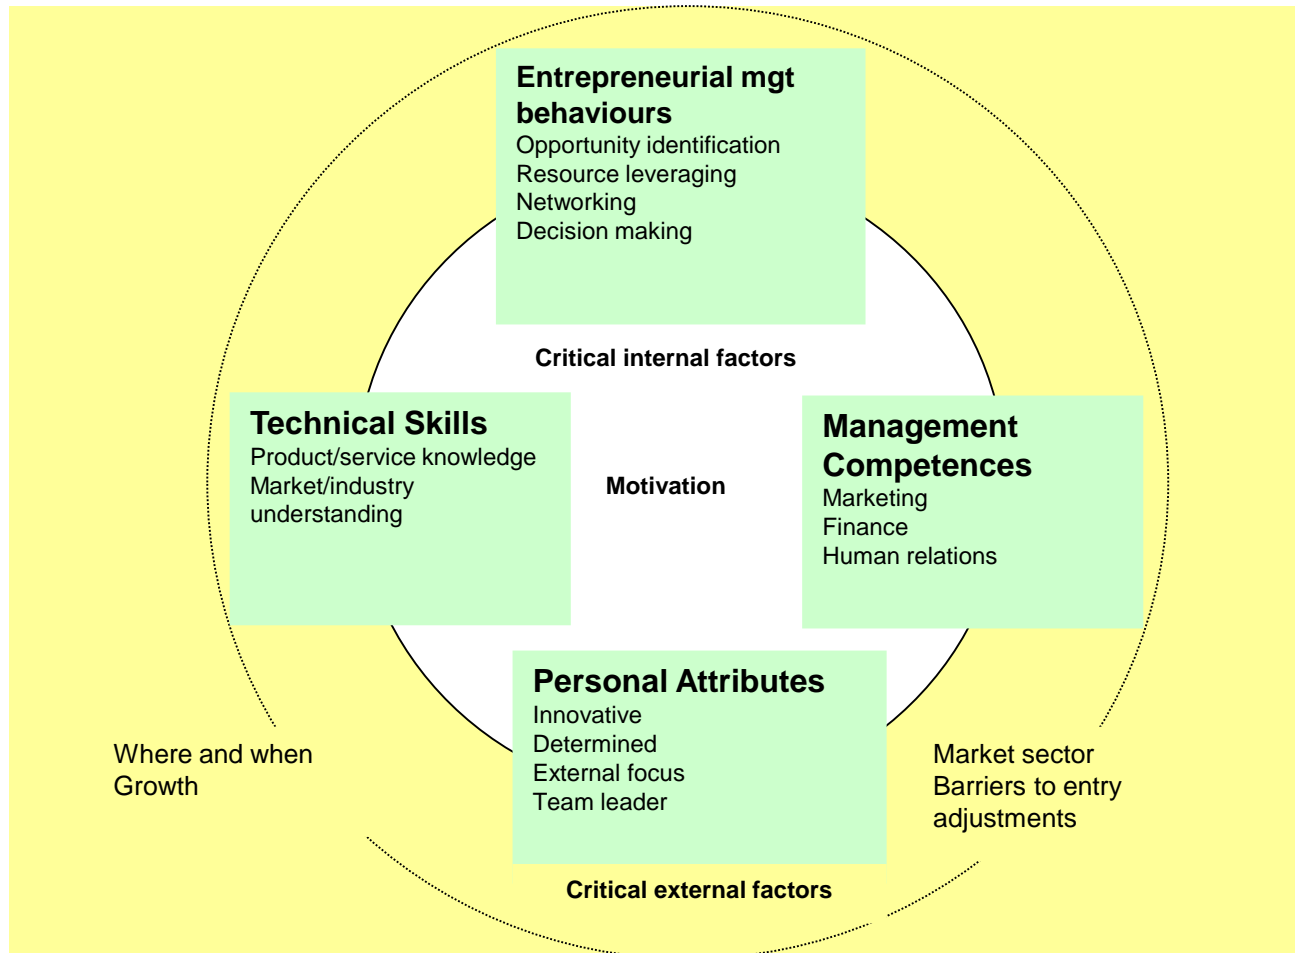 Entrepreneurial mgt
behaviours
Opportunity identification
Resource leveraging
Networking
Decision making
Critical internal factors
Technical Skills
Product/service knowledge
Market/industry
understanding
Motivation
Management
Competences
Marketing
Finance
Human relations
Personal Attributes
Innovative
Determined
External focus
Team leader
Where and when
Growth
Market sector
Barriers to entry
adjustments
Critical external factors